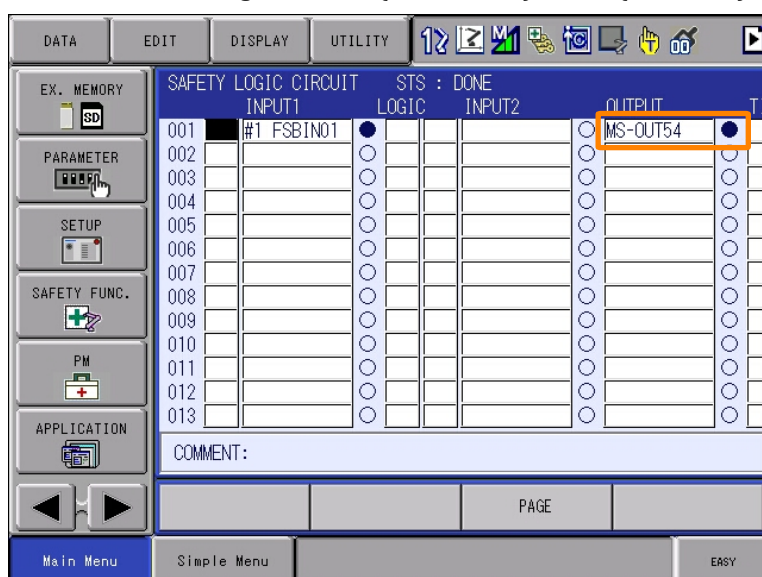 DATA EDIT DISPLAY UTILITY
EX. MEMORY
SD
PARAMETER
SETUP
SAFETY FUNC.
PM
APPLICATION
SAFETY LOGIC CIRCUIT STS : DONE
INPUT1 LOGIC INPUT2 OUTPUT T
001 #1 FSBIN01 MS-OUT54
002
003
004
005
006
007
008
009
010
011
012
013
COMMENT:
PAGE
Main Menu Simple Menu EASY